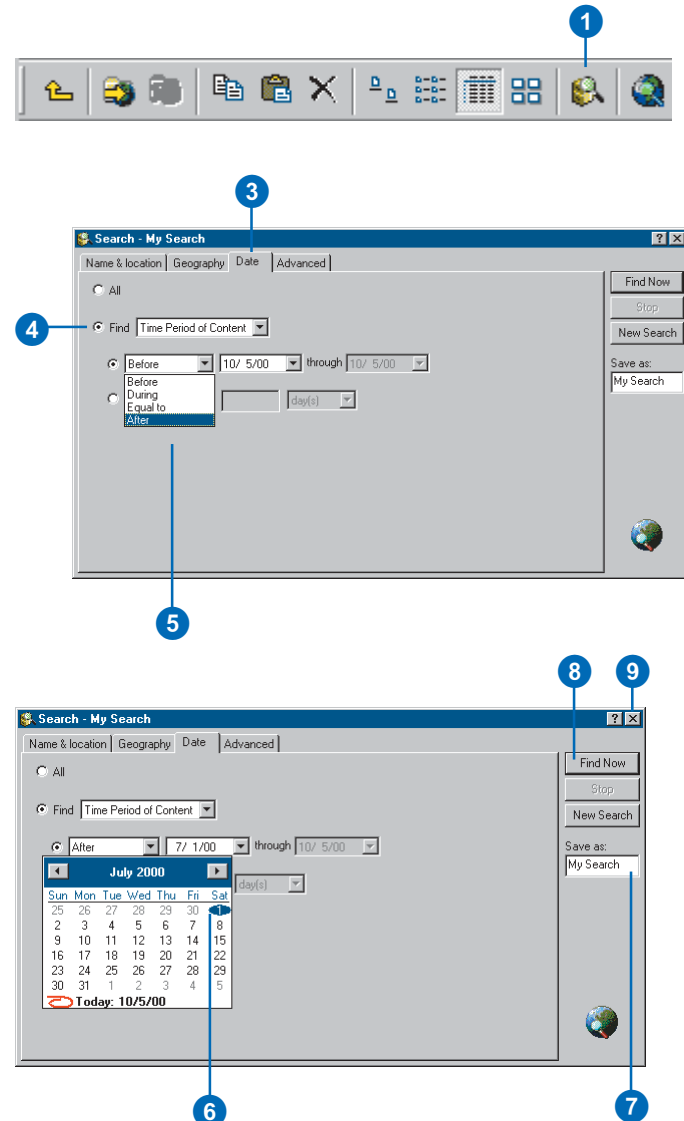 1
3
Search - My Search
Name & location Geography Date Advanced
All
Find Now
Stop
4
Find Time Period of Content
New Search
Before 10/ 5/00 through 10/ 5/00
Save as:
Before
During
Equal to
After
day(s)
My Search
5
8 9
Search - My Search
Name & location Geography Date Advanced
All
Find Now
Stop
Find Time Period of Content
New Search
After 7/ 1/00 through 10/ 5/00
Save as:
My Search
July 2000
day(s)
Sun Mon Tue Wed Thu Fri Sat
25 26 27 28 29 30 1
2 3 4 5 6 7 8
9 10 11 12 13 14 15
16 17 18 19 20 21 22
23 24 25 26 27 28 29
30 31 1 2 3 4 5
Today: 10/5/00
6 7